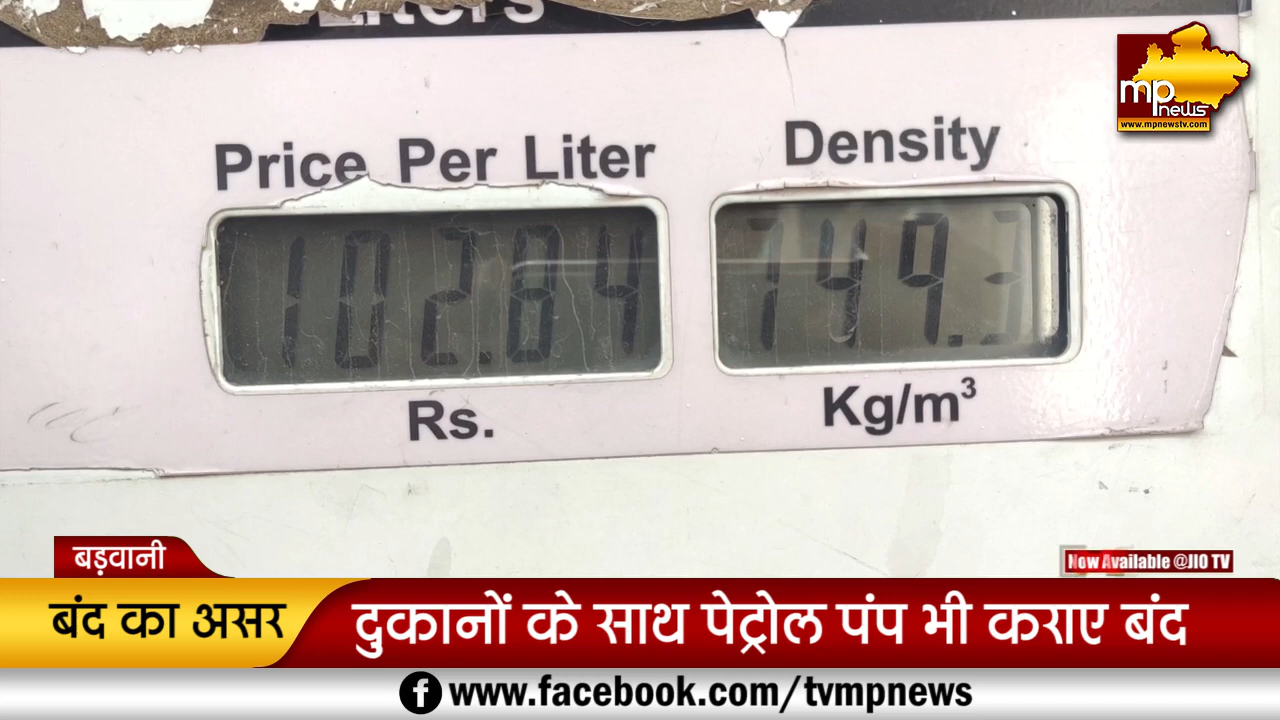 Liters
mp
news
www.mpnewstv.com
Price Per Liter
Density
102.84
749.3
Rs.
Kg/m³
बड़वानी
Now Available @JIO TV
बंद का असर
दुकानों के साथ पेट्रोल पंप भी कराए बंद
www.facebook.com/tvmpnews